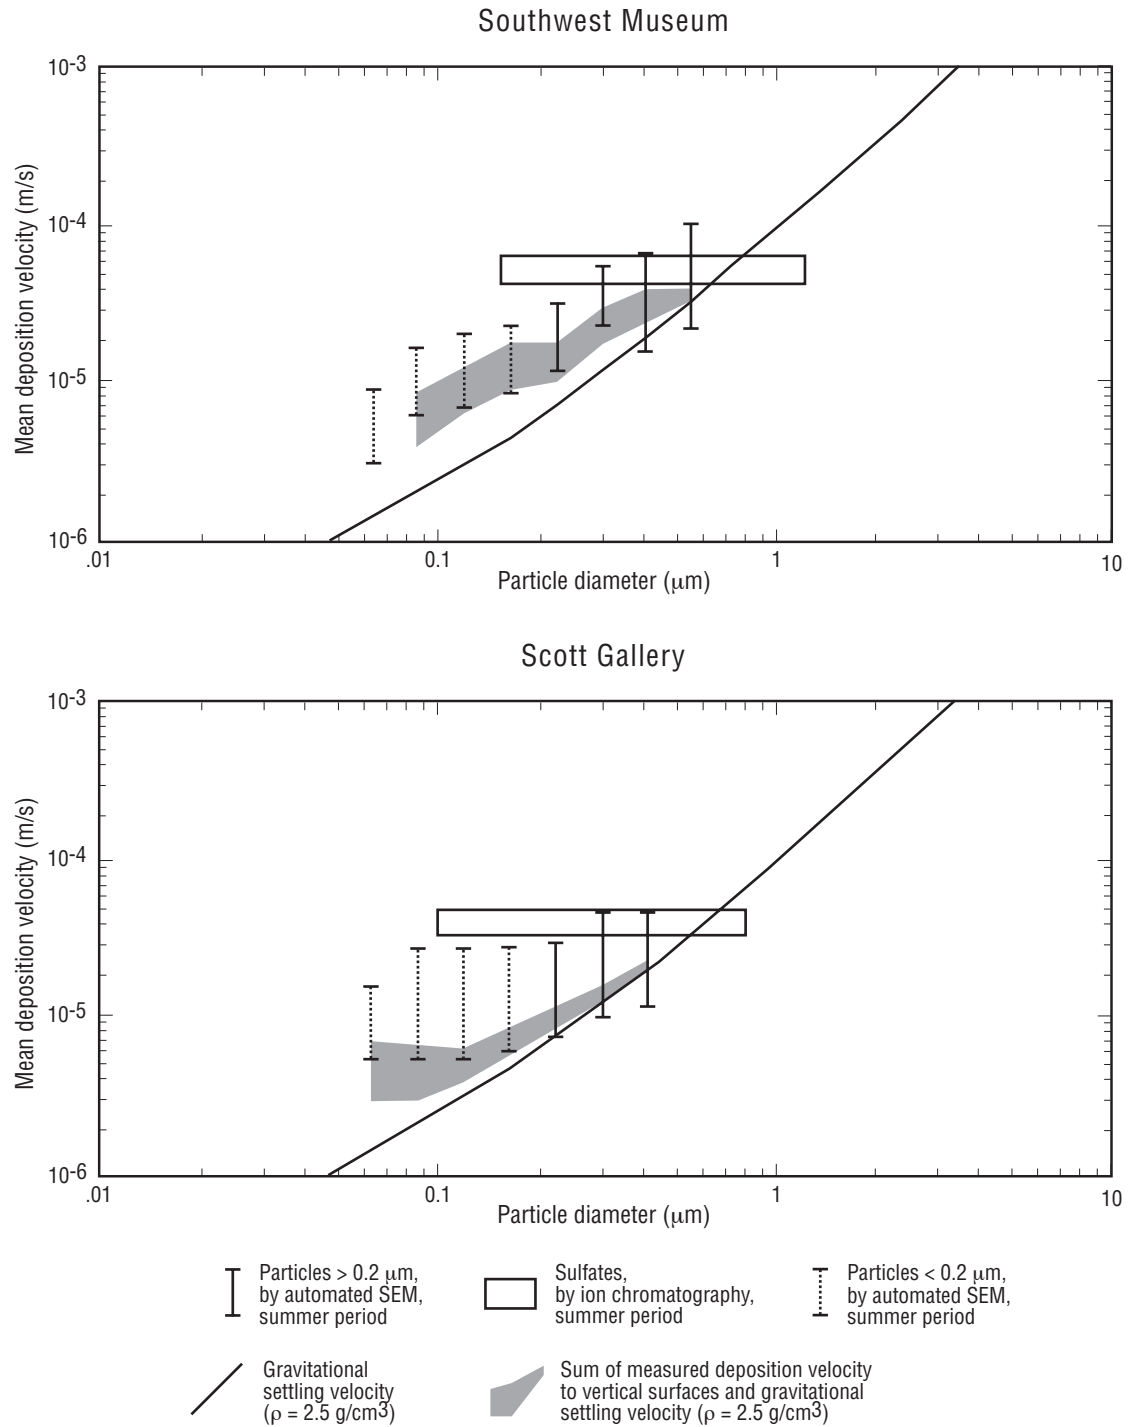 Southwest Museum
10-3
10-4
10-5
10-6
Mean deposition velocity (m/s)
.01
0.1
1
10
Particle diameter (μm)
Scott Gallery
10-3
10-4
10-5
10-6
Mean deposition velocity (m/s)
.01
0.1
1
10
Particle diameter (μm)
Particles > 0.2 μm,
by automated SEM,
summer period
Sulfates,
by ion chromatography,
summer period
Particles < 0.2 μm,
by automated SEM,
summer period
Gravitational
settling velocity
(ρ = 2.5 g/cm3)
Sum of measured deposition velocity
to vertical surfaces and gravitational
settling velocity (ρ = 2.5 g/cm3)